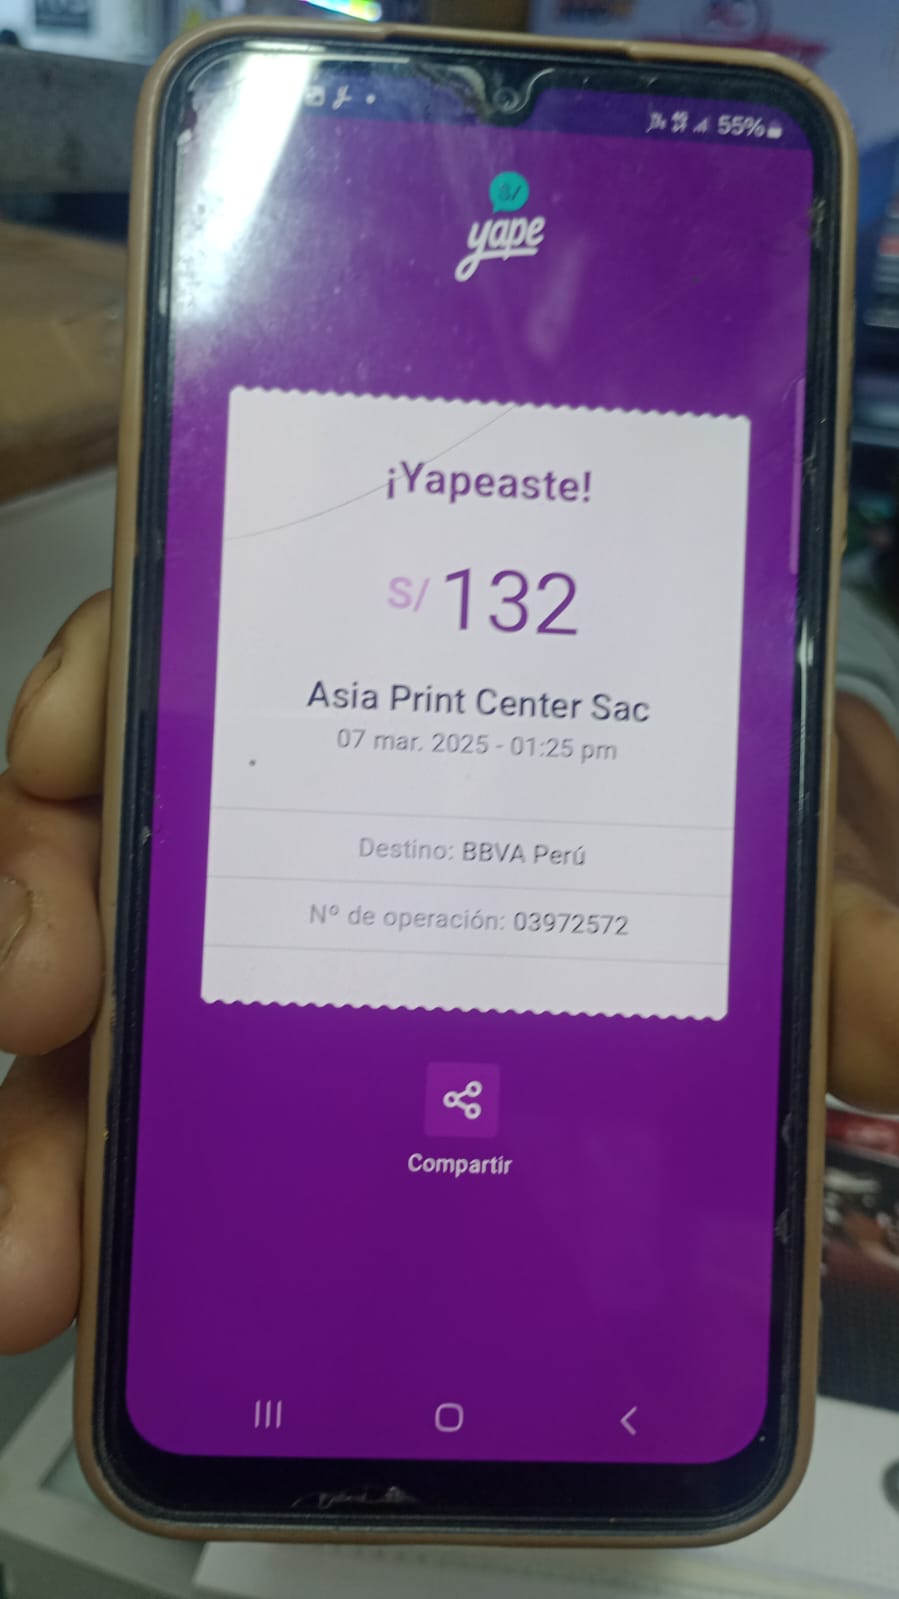 55%
S/
yape
¡Yapeaste!
S/ 132
Asia Print Center Sac
07 mar. 2025 - 01:25 pm
Destino: BBVA Perú
Nº de operación: 03972572
Compartir